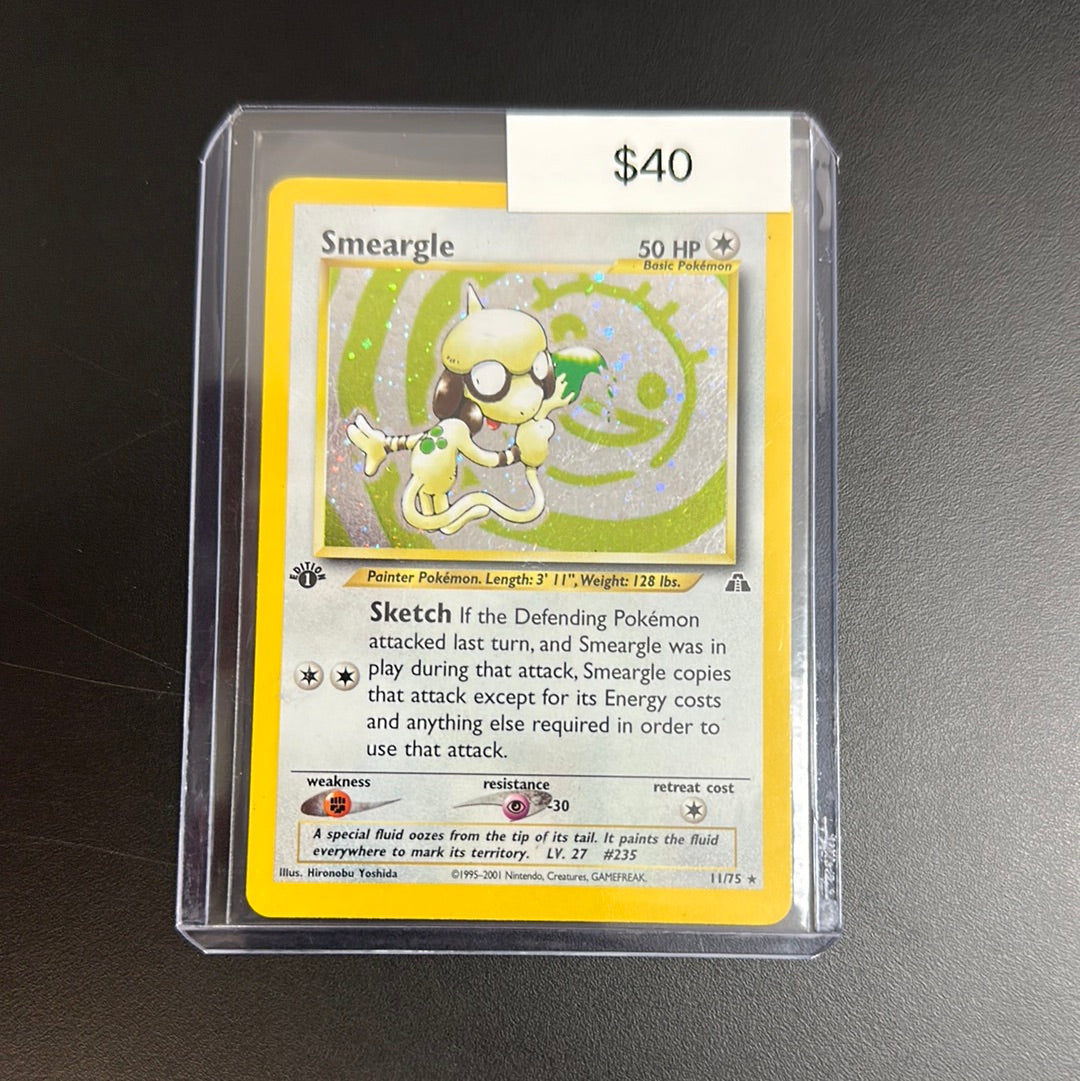 $40
Smeargle
50 HP
Basic Pokémon
EDITION
1
Painter Pokémon. Length: 3' 11", Weight: 128 lbs.
Sketch If the Defending Pokémon
attacked last turn, and Smeargle was in
play during that attack, Smeargle copies
that attack except for its Energy costs
and anything else required in order to
use that attack.
weakness
resistance
retreat cost
-30
A special fluid oozes from the tip of its tail. It paints the fluid
everywhere to mark its territory. LV. 27 #235
Illus. Hironobu Yoshida
©1995-2001 Nintendo, Creatures, GAMEFREAK.
11/75 ★